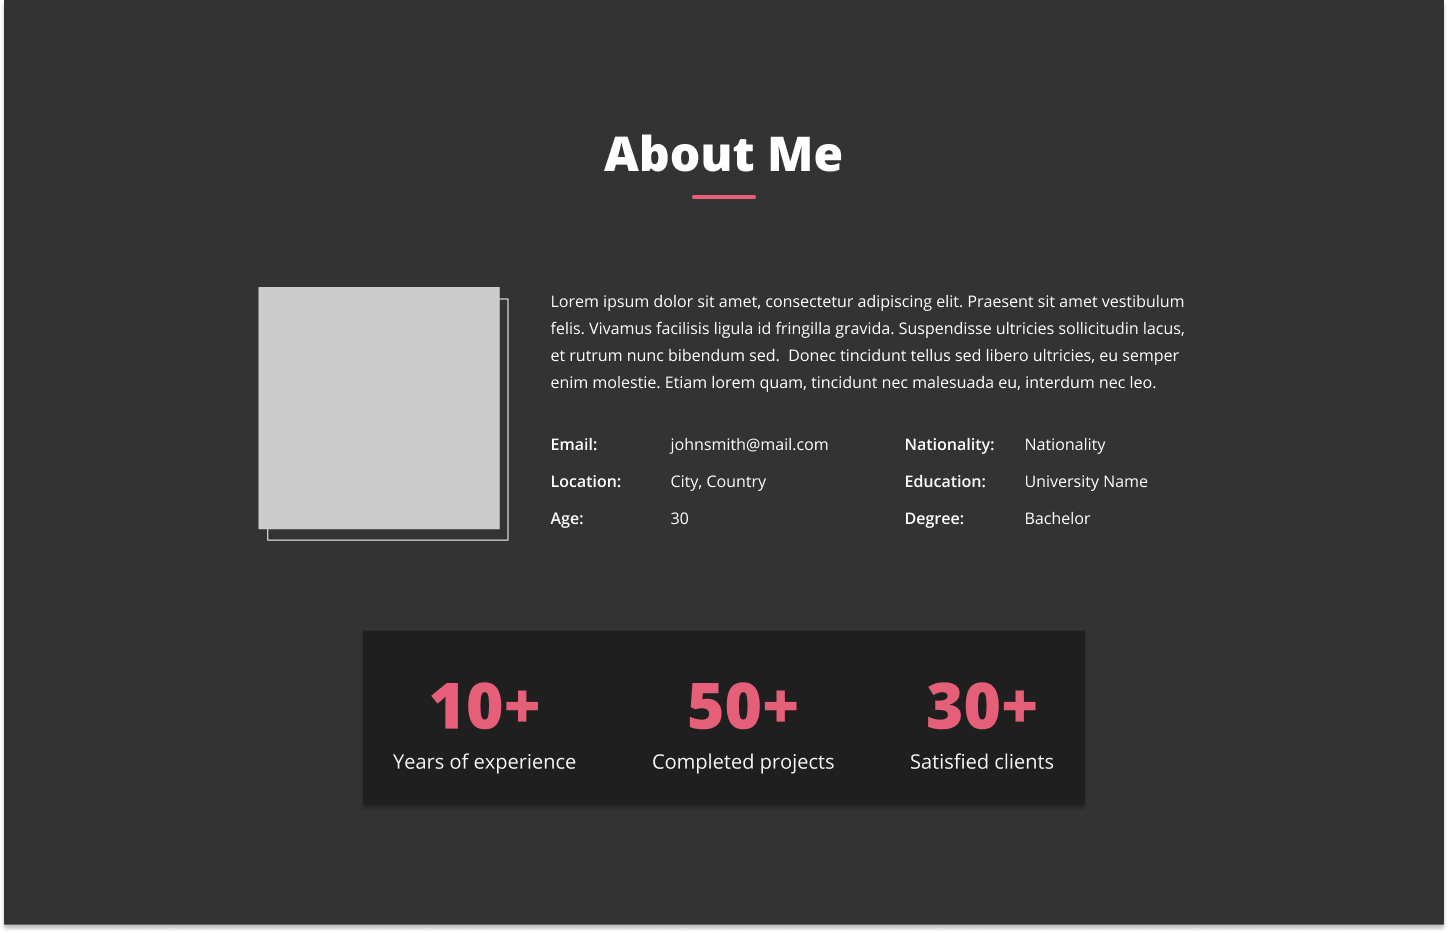 About Me
Lorem ipsum dolor sit amet, consectetur adipiscing elit. Praesent sit amet vestibulum
felis. Vivamus facilisis ligula id fringilla gravida. Suspendisse ultricies sollicitudin lacus,
et rutrum nunc bibendum sed.  Donec tincidunt tellus sed libero ultricies, eu semper
enim molestie. Etiam lorem quam, tincidunt nec malesuada eu, interdum nec leo.
Email: johnsmith@mail.com Nationality: Nationality
Location: City, Country Education: University Name
Age: 30 Degree: Bachelor
10+ 50+ 30+
Years of experience Completed projects Satisfied clients